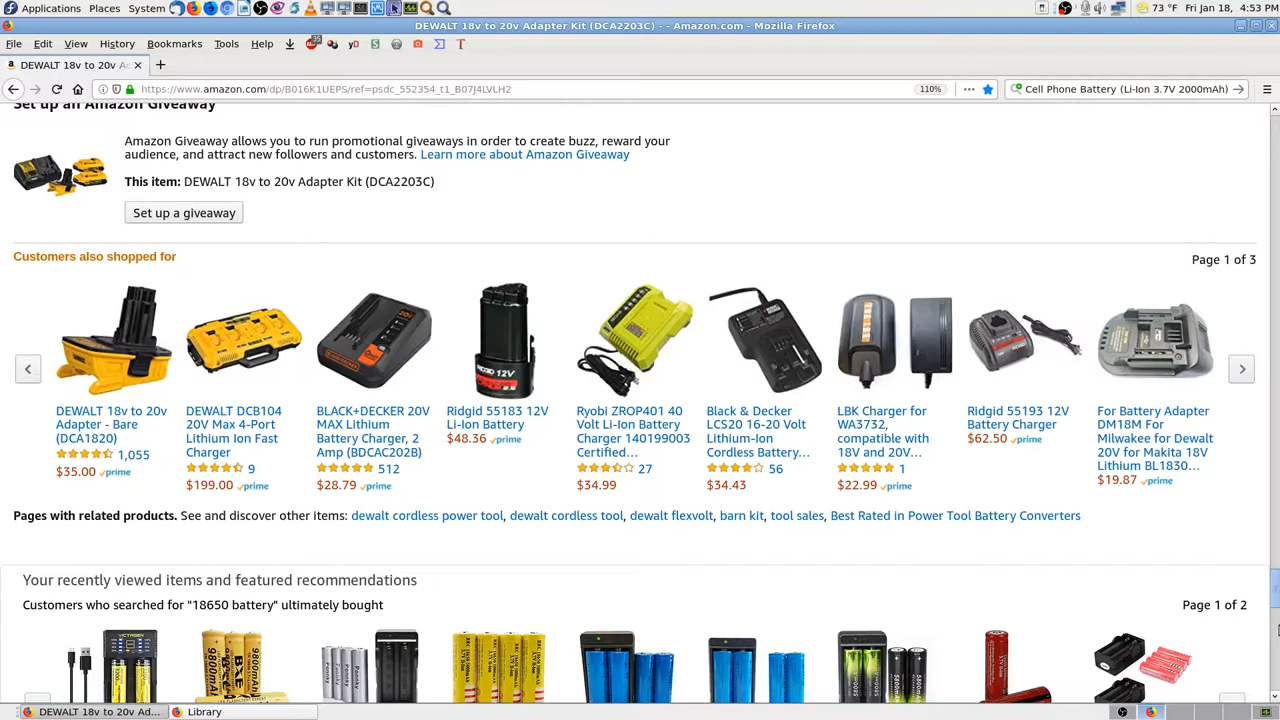 Applications Places System 73 °F Fri Jan 18, 4:53 PM
DEWALT 18v to 20v Adapter Kit (DCA2203C) - - Amazon.com - Mozilla Firefox
File Edit View History Bookmarks Tools Help
DEWALT 18v to 20v A
https://www.amazon.com/dp/B016K1UEPS/ref=psdc_552354_t1_B07J4LVLH2 110% Cell Phone Battery (Li-Ion 3.7V 2000mAh)
Set up an Amazon Giveaway
Amazon Giveaway allows you to run promotional giveaways in order to create buzz, reward your
audience, and attract new followers and customers. Learn more about Amazon Giveaway
This item: DEWALT 18v to 20v Adapter Kit (DCA2203C)
Set up a giveaway
Customers also shopped for
Page 1 of 3
DEWALT 18v to 20v
Adapter - Bare
(DCA1820)
1,055
$35.00 prime
DEWALT DCB104
20V Max 4-Port
Lithium Ion Fast
Charger
9
$199.00 prime
BLACK+DECKER 20V
MAX Lithium
Battery Charger, 2
Amp (BDCAC202B)
512
$28.79 prime
RIDGID 12V
Ridgid 55183 12V
Li-Ion Battery
$48.36 prime
Ryobi ZROP401 40
Volt Li-Ion Battery
Charger 140199003
Certified...
27
$34.99
Black & Decker
LCS20 16-20 Volt
Lithium-Ion
Cordless Battery...
56
$34.43
LBK Charger for
WA3732,
compatible with
18V and 20V...
1
$22.99 prime
Ridgid 55193 12V
Battery Charger
$62.50 prime
For Battery Adapter
DM18M For
Milwakee for Dewalt
20V for Makita 18V
Lithium BL1830...
$19.87 prime
Pages with related products. See and discover other items: dewalt cordless power tool, dewalt cordless tool, dewalt flexvolt, barn kit, tool sales, Best Rated in Power Tool Battery Converters
Your recently viewed items and featured recommendations
Customers who searched for "18650 battery" ultimately bought
Page 1 of 2
DEWALT 18v to 20v Ad... Library